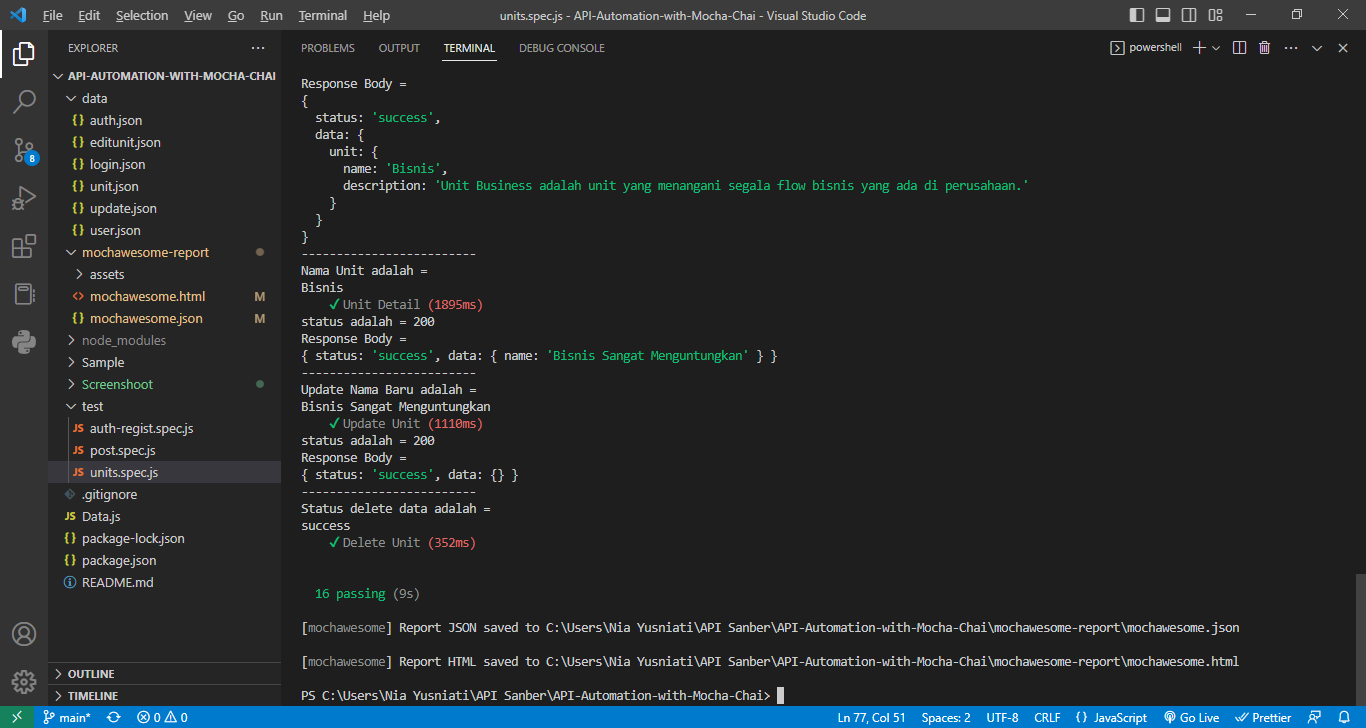 File Edit Selection View Go Run Terminal Help units.spec.js - API-Automation-with-Mocha-Chai - Visual Studio Code
EXPLORER
API-AUTOMATION-WITH-MOCHA-CHAI
data
{} auth.json
{} editunit.json
{} login.json
{} unit.json
{} update.json
{} user.json
mochawesome-report
assets
<> mochawesome.html M
{} mochawesome.json M
node_modules
Sample
Screenshoot
test
JS auth-regist.spec.js
JS post.spec.js
JS units.spec.js
.gitignore
JS Data.js
{} package-lock.json
{} package.json
README.md
OUTLINE
TIMELINE
8
PROBLEMS OUTPUT TERMINAL DEBUG CONSOLE powershell
Response Body =
{
status: 'success',
data: {
unit: {
name: 'Bisnis',
description: 'Unit Business adalah unit yang menangani segala flow bisnis yang ada di perusahaan.'
}
}
}
-------------------------
Nama Unit adalah =
Bisnis
✓ Unit Detail (1895ms)
status adalah = 200
Response Body =
{ status: 'success', data: { name: 'Bisnis Sangat Menguntungkan' } }
-------------------------
Update Nama Baru adalah =
Bisnis Sangat Menguntungkan
✓ Update Unit (1110ms)
status adalah = 200
Response Body =
{ status: 'success', data: {} }
-------------------------
Status delete data adalah =
success
✓ Delete Unit (352ms)
16 passing (9s)
[mochawesome] Report JSON saved to C:\Users\Nia Yusniati\API Sanber\API-Automation-with-Mocha-Chai\mochawesome-report\mochawesome.json
[mochawesome] Report HTML saved to C:\Users\Nia Yusniati\API Sanber\API-Automation-with-Mocha-Chai\mochawesome-report\mochawesome.html
PS C:\Users\Nia Yusniati\API Sanber\API-Automation-with-Mocha-Chai>
main* 0 0 Ln 77, Col 51 Spaces: 2 UTF-8 CRLF {} JavaScript Go Live Prettier